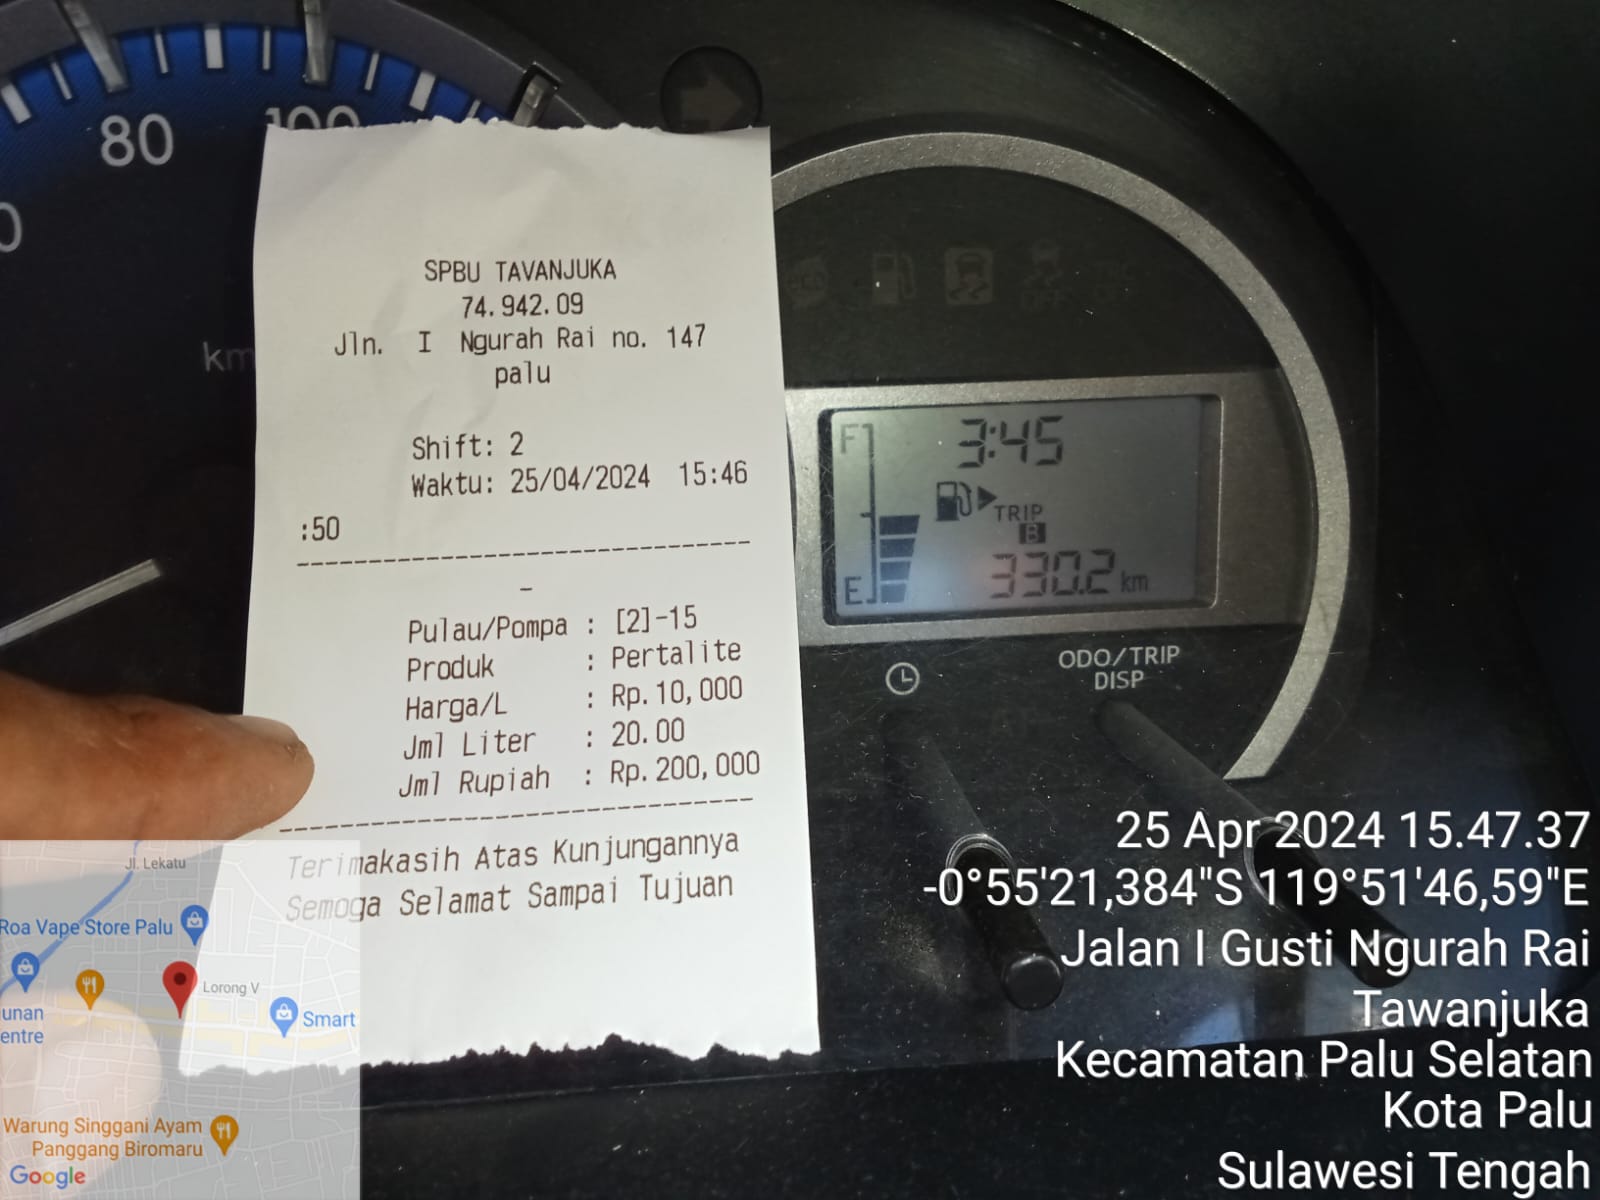 80
100
0
km
SPBU TAVANJUKA
74.942.09
Jln. I Ngurah Rai no. 147
palu
Shift: 2
Waktu: 25/04/2024 15:46
:50
Pulau/Pompa : [2]-15
Produk : Pertalite
Harga/L : Rp.10,000
Jml Liter : 20.00
Jml Rupiah : Rp.200,000
Terimakasih Atas Kunjungannya
Semoga Selamat Sampai Tujuan
eco
OFF
F
3:45
TRIP
B
E
330.2 km
ODO/TRIP
DISP
25 Apr 2024 15.47.37
-0°55'21,384"S 119°51'46,59"E
Jalan I Gusti Ngurah Rai
Tawanjuka
Kecamatan Palu Selatan
Kota Palu
Sulawesi Tengah
Jl. Lekatu
Roa Vape Store Palu
Lorong V
unan
entre
Smart
Warung Singgani Ayam
Panggang Biromaru
Google